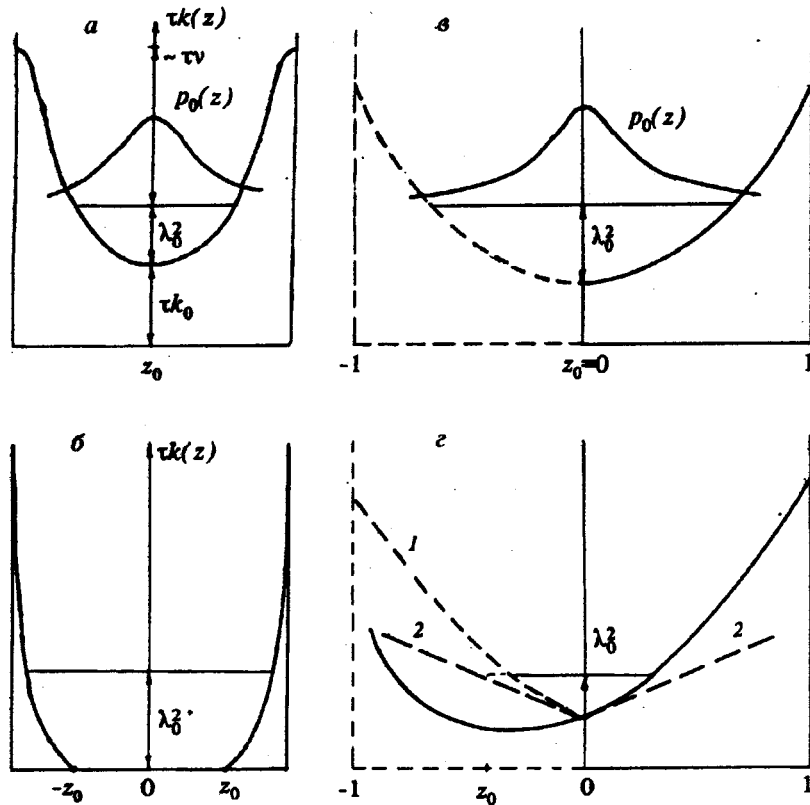 а
τk(z)
~ τν
p₀(z)
λ₀²
τk₀
z₀
в
p₀(z)
λ₀²
-1
z₀=0
1
б
τk(z)
λ₀²
-z₀
0
z₀
г
1
2
λ₀²
2
-1
z₀
0
1